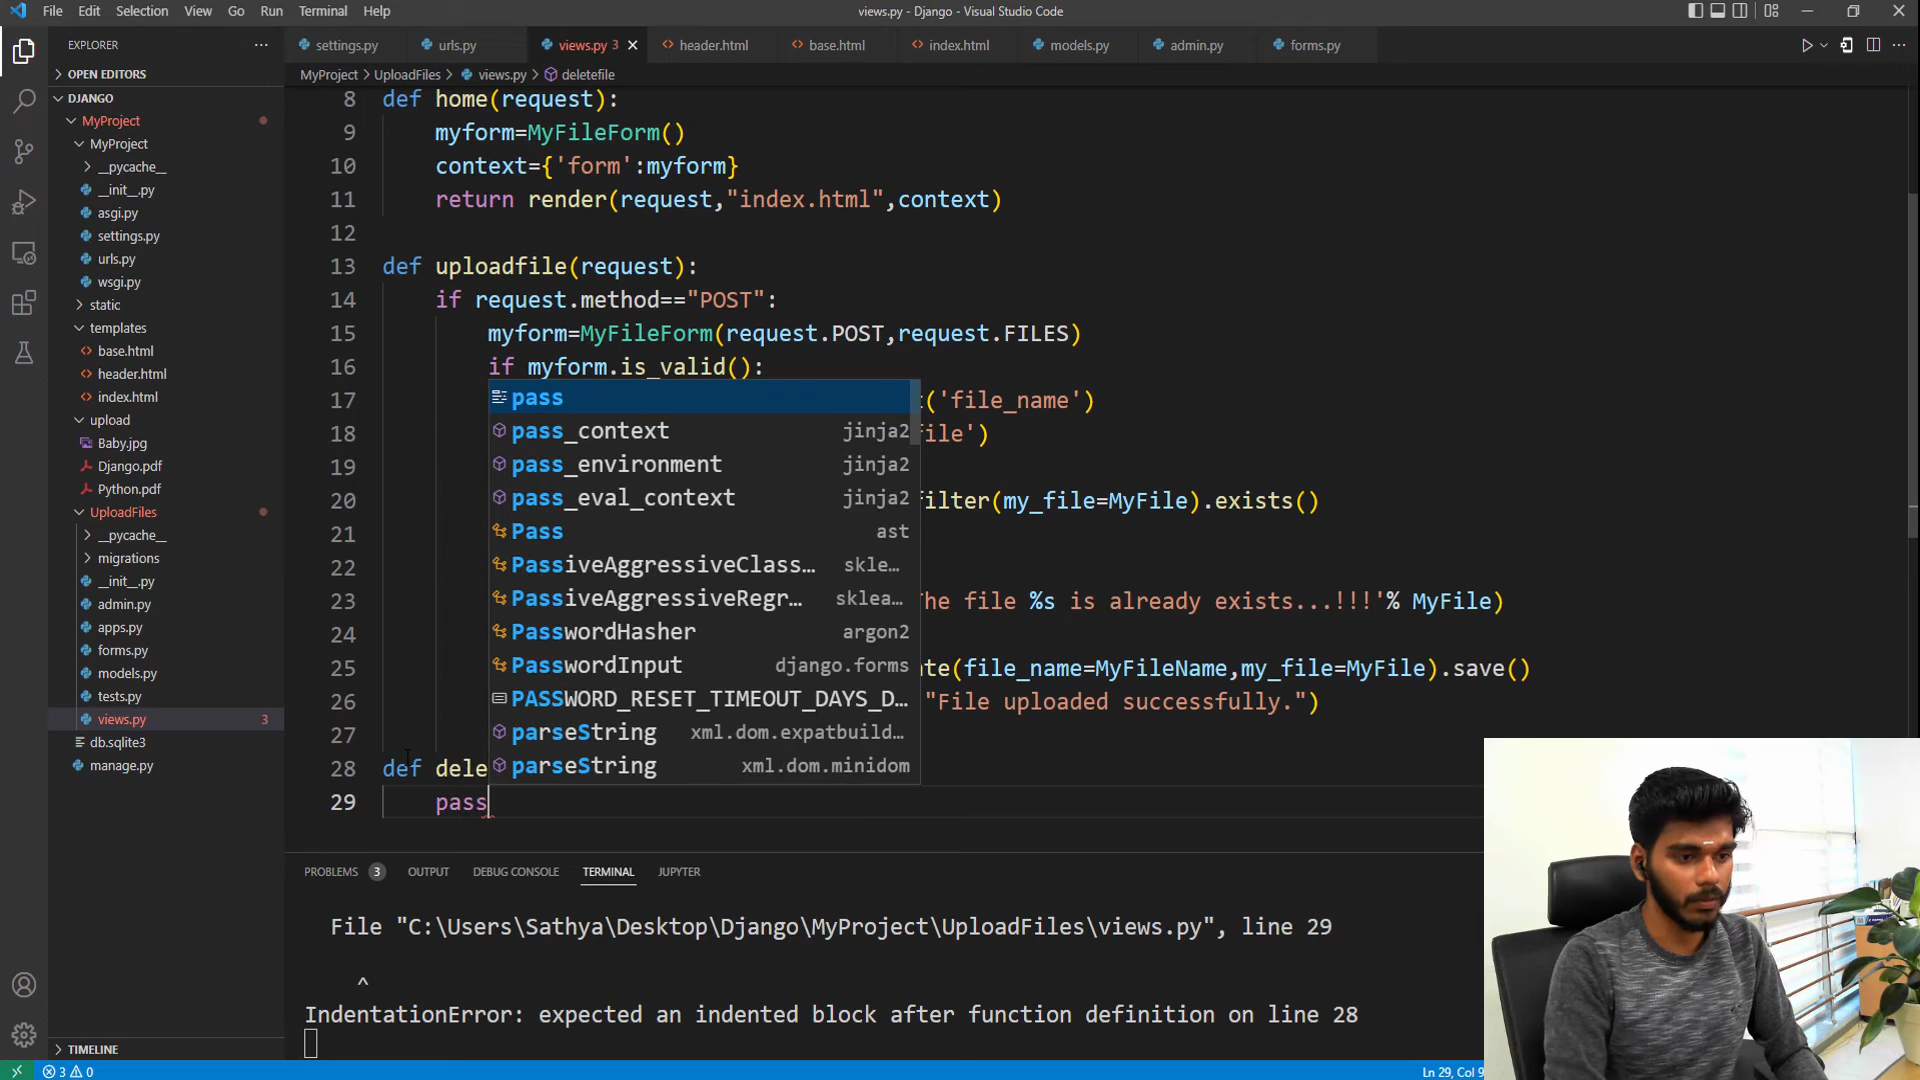 File Edit Selection View Go Run Terminal Help
views.py - Django - Visual Studio Code
EXPLORER
settings.py urls.py views.py 3 header.html base.html index.html models.py admin.py forms.py
OPEN EDITORS
MyProject > UploadFiles > views.py > deletefile
DJANGO
MyProject
MyProject
__pycache__
__init__.py
asgi.py
settings.py
urls.py
wsgi.py
static
templates
base.html
header.html
index.html
upload
Baby.jpg
Django.pdf
Python.pdf
UploadFiles
__pycache__
migrations
__init__.py
admin.py
apps.py
forms.py
models.py
tests.py
views.py 3
db.sqlite3
manage.py
TIMELINE
8 def home(request):
9 myform=MyFileForm()
10 context={'form':myform}
11 return render(request,"index.html",context)
12
13 def uploadfile(request):
14 if request.method=="POST":
15 myform=MyFileForm(request.POST,request.FILES)
16 if myform.is_valid():
17 ('file_name')
18 file')
19
20 filter(my_file=MyFile).exists()
21
22
23 he file %s is already exists...!!!'% MyFile)
24
25 te(file_name=MyFileName,my_file=MyFile).save()
26 "File uploaded successfully.")
27
28 def dele
29 pass
pass
pass_context jinja2
pass_environment jinja2
pass_eval_context jinja2
Pass ast
PassiveAggressiveClass... skle...
PassiveAggressiveRegr... sklea...
PasswordHasher argon2
PasswordInput django.forms
PASSWORD_RESET_TIMEOUT_DAYS_D...
parseString xml.dom.expatbuild...
parseString xml.dom.minidom
PROBLEMS 3 OUTPUT DEBUG CONSOLE TERMINAL JUPYTER
File "C:\Users\Sathya\Desktop\Django\MyProject\UploadFiles\views.py", line 29
^
IndentationError: expected an indented block after function definition on line 28
3 0
Ln 29, Col 9